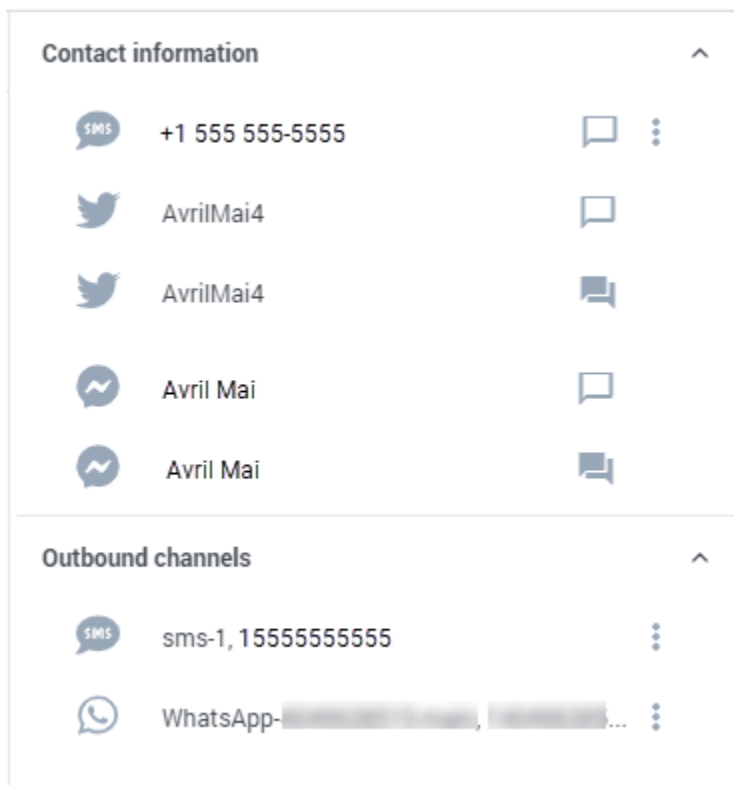 Contact information
SMS +1 555 555-5555
AvrilMai4
AvrilMai4
Avril Mai
Avril Mai
Outbound channels
SMS sms-1, 15555555555
WhatsApp- , ...